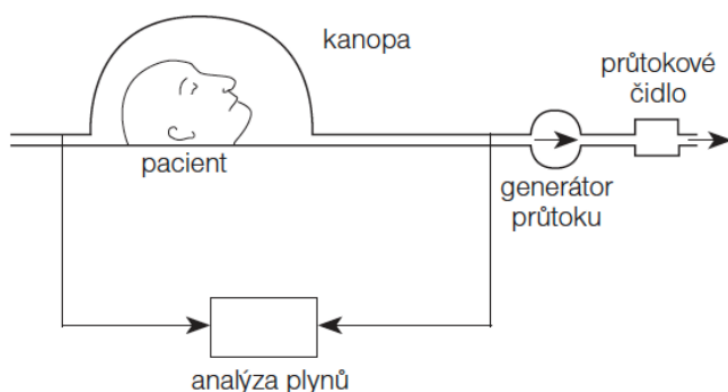 kanopa
průtokové
čidlo
pacient
generátor
průtoku
analýza plynů